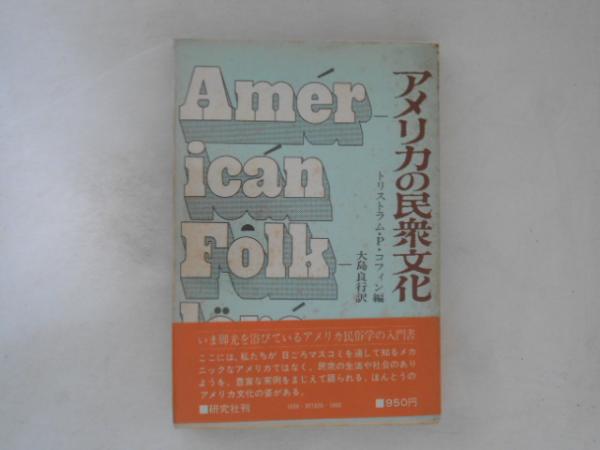 アメリカの民衆文化
トリストラム・P・コフィン編
大島良行訳
Amér-
icán
Fôlk-
いま脚光を浴びているアメリカ民俗学の入門書
ここには、私たちが 日ごろマスコミを通して知るメカ
ニックなアメリカではなく、民衆の生活や社会のあり
ようを、豊富な実例をまじえて語られる、ほんとうの
アメリカ文化の姿がある。
■研究社刊
■950円